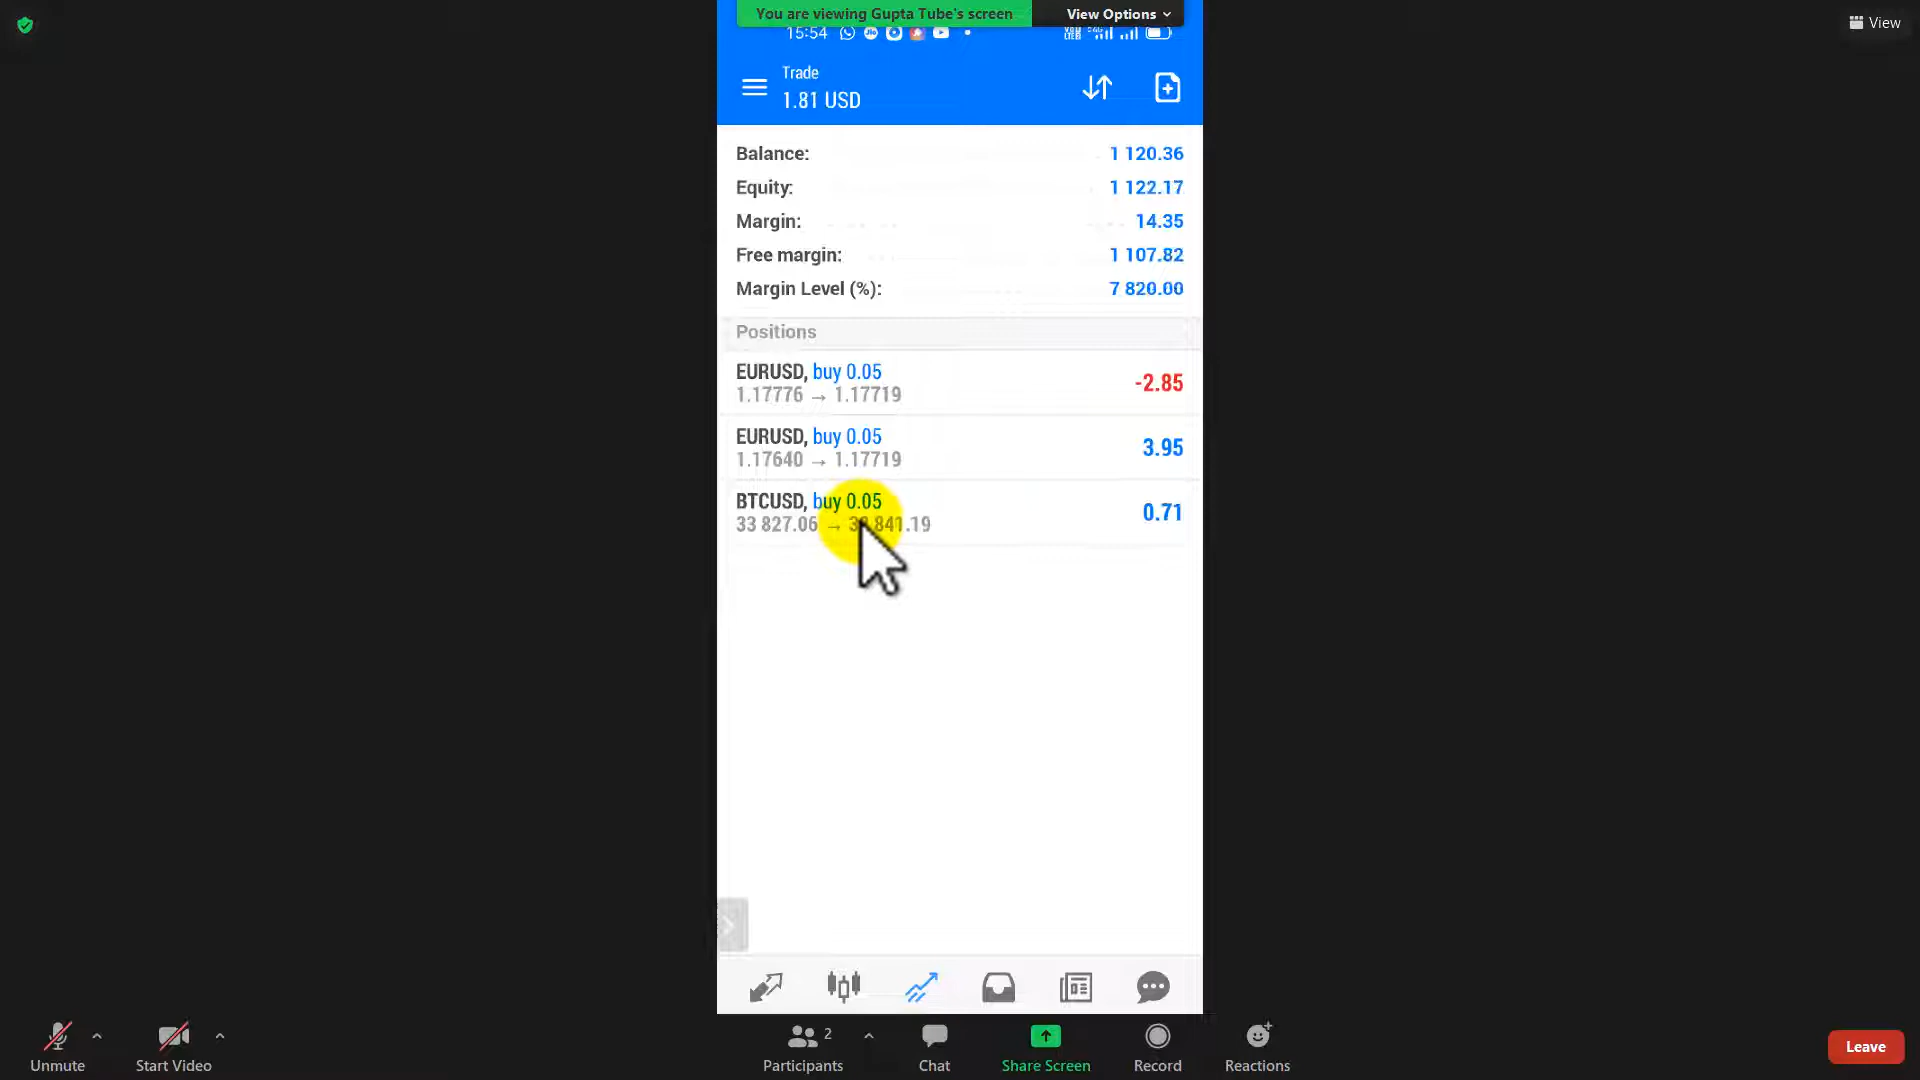 You are viewing Gupta Tube's screen
View Options
View
15:54
Trade
1.81 USD
Balance: 1 120.36
Equity: 1 122.17
Margin: 14.35
Free margin: 1 107.82
Margin Level (%): 7 820.00
Positions
EURUSD, buy 0.05
1.17776 → 1.17719
-2.85
EURUSD, buy 0.05
1.17640 → 1.17719
3.95
BTCUSD, buy 0.05
33 827.06 → 33 841.19
0.71
Unmute
Start Video
Participants 2
Chat
Share Screen
Record
Reactions
Leave